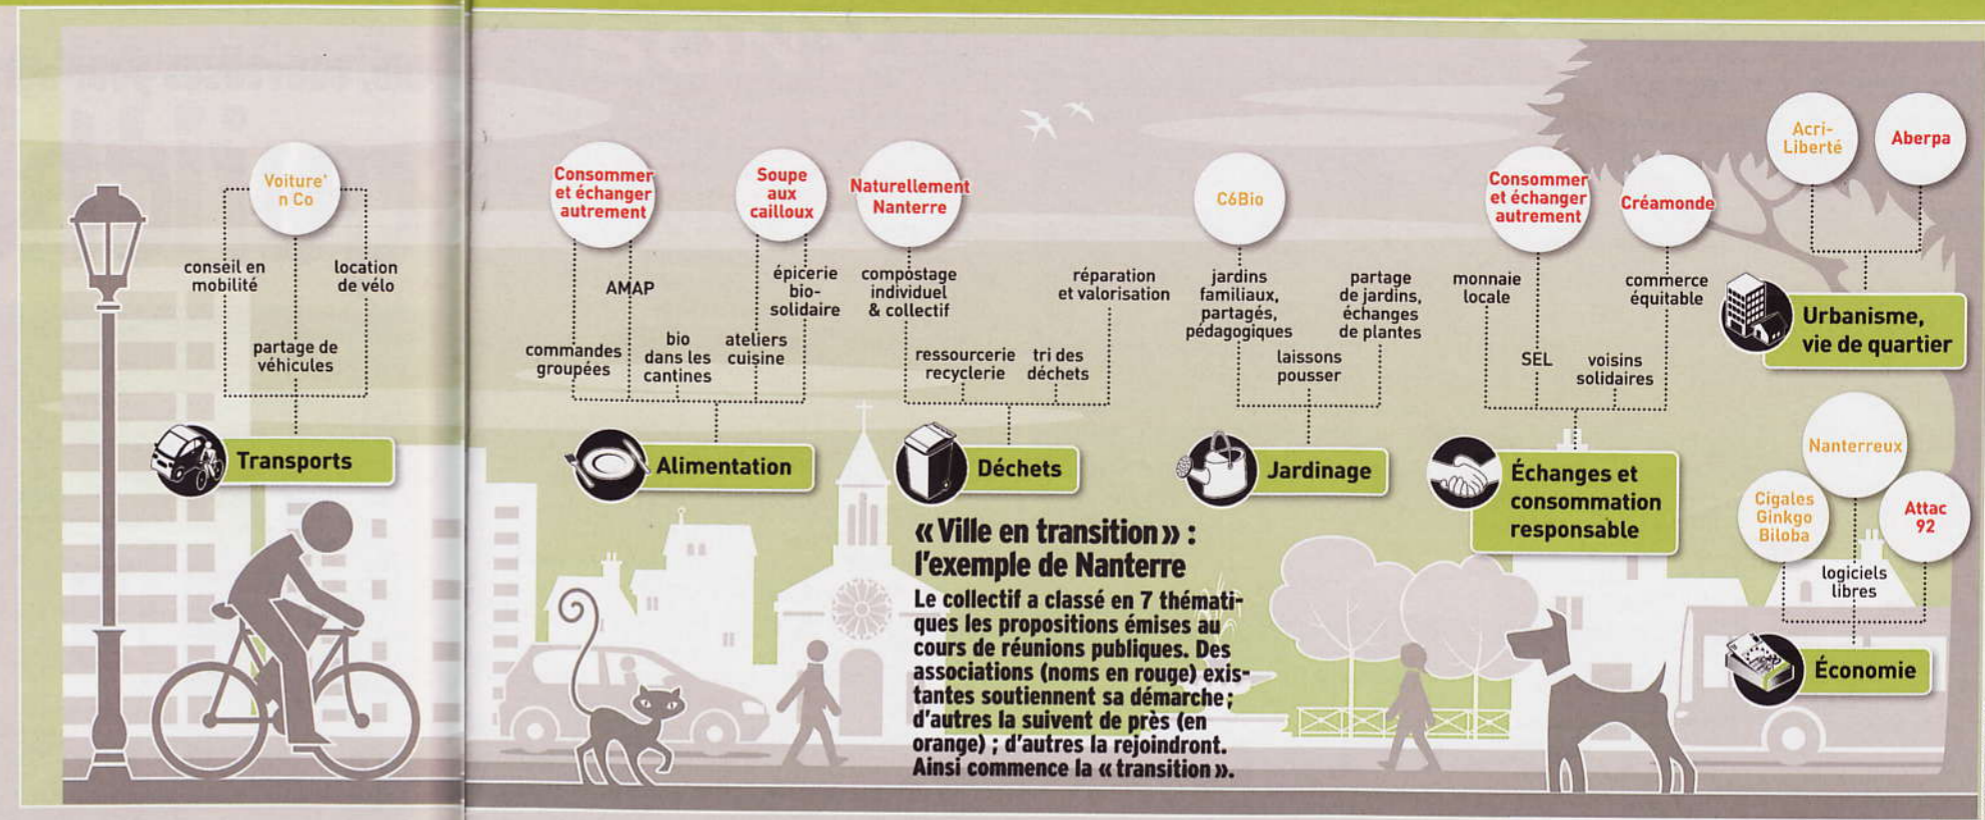 Voiture'
n Co
conseil en
mobilité
location
de vélo
partage de
véhicules
Transports
Consommer
et échanger
autrement
Soupe
aux
cailloux
AMAP
épicerie
bio-
solidaire
commandes
groupées
bio
dans les
cantines
ateliers
cuisine
Alimentation
Naturellement
Nanterre
compostage
individuel
& collectif
réparation
et valorisation
ressourcerie
recyclerie
tri des
déchets
Déchets
C6Bio
jardins
familiaux,
partagés,
pédagogiques
partage
de jardins,
échanges
de plantes
laissons
pousser
Jardinage
Consommer
et échanger
autrement
Créamonde
monnaie
locale
commerce
équitable
SEL
voisins
solidaires
Échanges et
consommation
responsable
Acri-
Liberté
Aberpa
Urbanisme,
vie de quartier
Nanterreux
Cigales
Ginkgo
Biloba
Attac
92
logiciels
libres
Économie
« Ville en transition » :
l'exemple de Nanterre
Le collectif a classé en 7 thémati-
ques les propositions émises au
cours de réunions publiques. Des
associations (noms en rouge) exis-
tantes soutiennent sa démarche ;
d'autres la suivent de près (en
orange) ; d'autres la rejoindront.
Ainsi commence la « transition ».